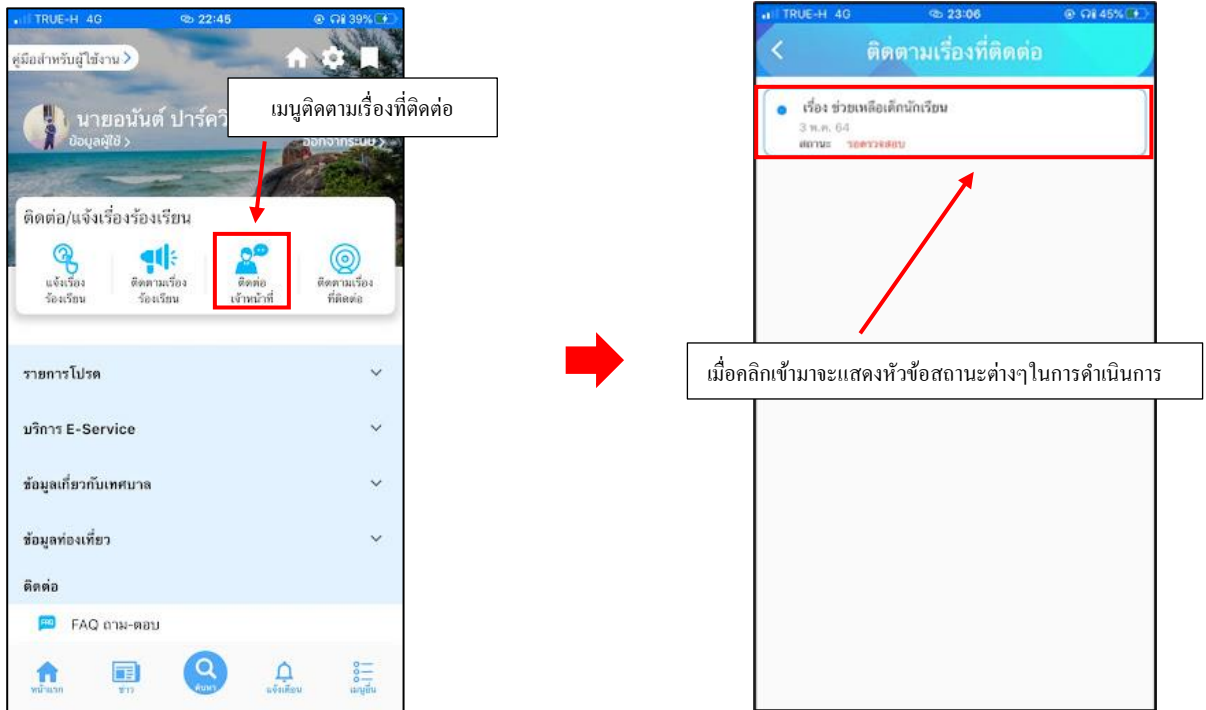 TRUE-H 4G 22:45 39%
คู่มือสำหรับผู้ใช้งาน >
นายอนันต์ ปาร์ควิ
ข้อมูลผู้ใช้ >
ออกจากระบบ >
เมนูติดตามเรื่องที่ติดต่อ
ติดต่อ/แจ้งเรื่องร้องเรียน
แจ้งเรื่อง
ร้องเรียน
ติดตามเรื่อง
ร้องเรียน
ติดต่อ
เจ้าหน้าที่
ติดตามเรื่อง
ที่ติดต่อ
รายการโปรด
บริการ E-Service
ข้อมูลเกี่ยวกับเทศบาล
ข้อมูลท่องเที่ยว
ติดต่อ
FAQ FAQ ถาม-ตอบ
หน้าแรก ข่าว ค้นหา แจ้งเตือน เมนูอื่น
TRUE-H 4G 23:06 45%
ติดตามเรื่องที่ติดต่อ
เรื่อง ช่วยเหลือเด็กนักเรียน
3 พ.ค. 64
สถานะ รอตรวจสอบ
เมื่อคลิกเข้ามาจะแสดงหัวข้อสถานะต่างๆในการดำเนินการ